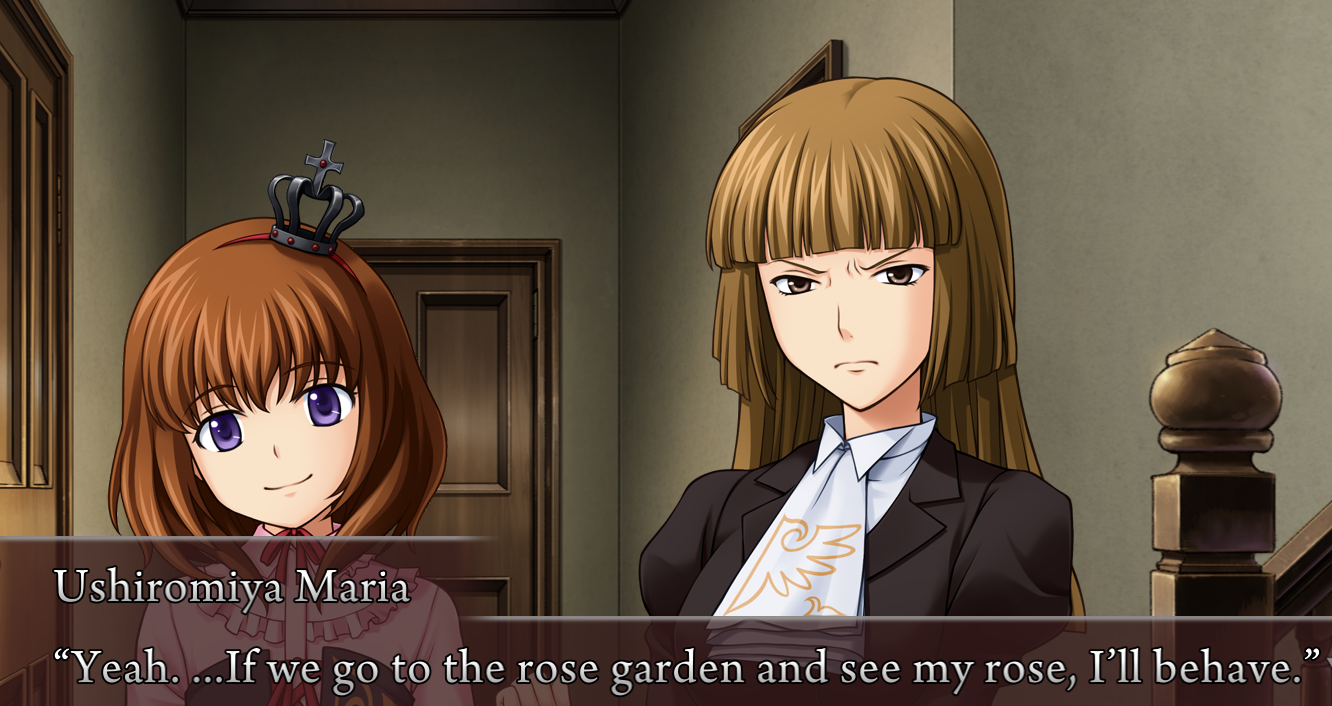 Ushiromiya Maria
“Yeah. ...If we go to the rose garden and see my rose, I’ll behave.”